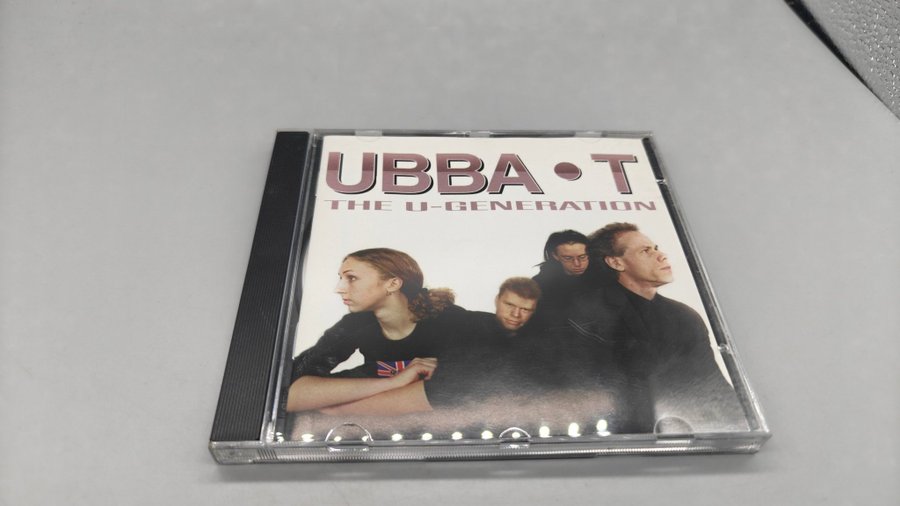 UBBA • T
THE U-GENERATION